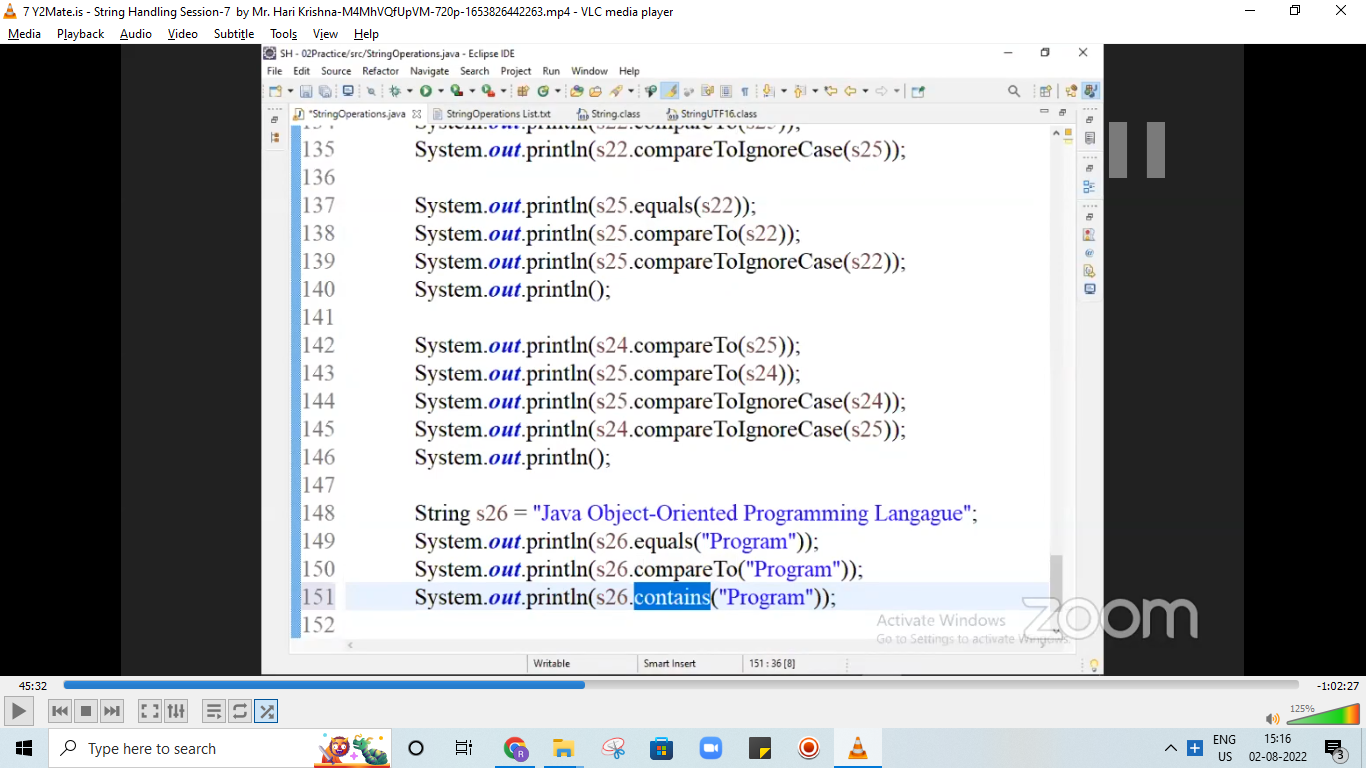 7 Y2Mate.is - String Handling Session-7 by Mr. Hari Krishna-M4MhVQfUpVM-720p-1653826442263.mp4 - VLC media player
Media Playback Audio Video Subtitle Tools View Help
SH - 02Practice/src/StringOperations.java - Eclipse IDE
File Edit Source Refactor Navigate Search Project Run Window Help
*StringOperations.java StringOperations List.txt String.class StringUTF16.class
134 System.out.println(s22.compareTo(s25));
135 System.out.println(s22.compareToIgnoreCase(s25));
136
137 System.out.println(s25.equals(s22));
138 System.out.println(s25.compareTo(s22));
139 System.out.println(s25.compareToIgnoreCase(s22));
140 System.out.println();
141
142 System.out.println(s24.compareTo(s25));
143 System.out.println(s25.compareTo(s24));
144 System.out.println(s25.compareToIgnoreCase(s24));
145 System.out.println(s24.compareToIgnoreCase(s25));
146 System.out.println();
147
148 String s26 = "Java Object-Oriented Programming Langague";
149 System.out.println(s26.equals("Program"));
150 System.out.println(s26.compareTo("Program"));
151 System.out.println(s26.contains("Program"));
152
Activate Windows
Go to Settings to activate Windows.
zoom
Writable Smart Insert 151 : 36 [8]
45:32 -1:02:27
125%
Type here to search
ENG 15:16
US 02-08-2022 3